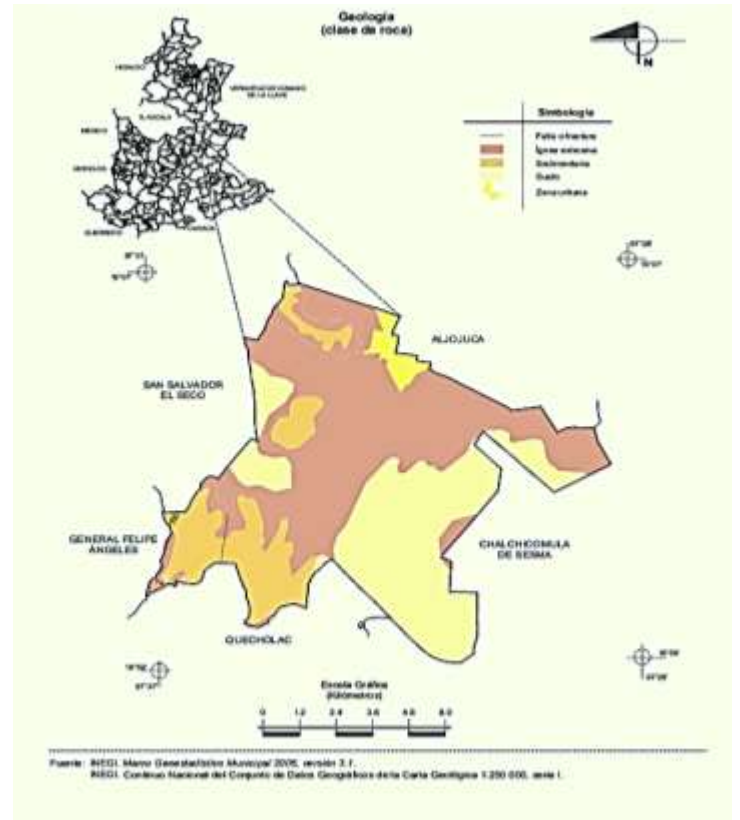 Geología
(clase de roca)
HIDALGO
VERACRUZ DE IGNACIO
DE LA LLAVE
TLAXCALA
MÉXICO
MORELOS
GUERRERO
OAXACA
N
Simbología
Falla o fractura
Ígnea extrusiva
Sedimentaria
Suelo
Zona urbana
ALJOJUCA
SAN SALVADOR
EL SECO
GENERAL FELIPE
ÁNGELES
CHALCHICOMULA
DE SESMA
QUECHOLAC
Escala Gráfica
(Kilómetros)
0 1.2 2.4 3.6 4.8 6.0
Fuente: INEGI. Marco Geoestadístico Municipal 2005, versión 3.1.
INEGI. Continuo Nacional del Conjunto de Datos Geográficos de la Carta Geológica 1:250 000, serie I.